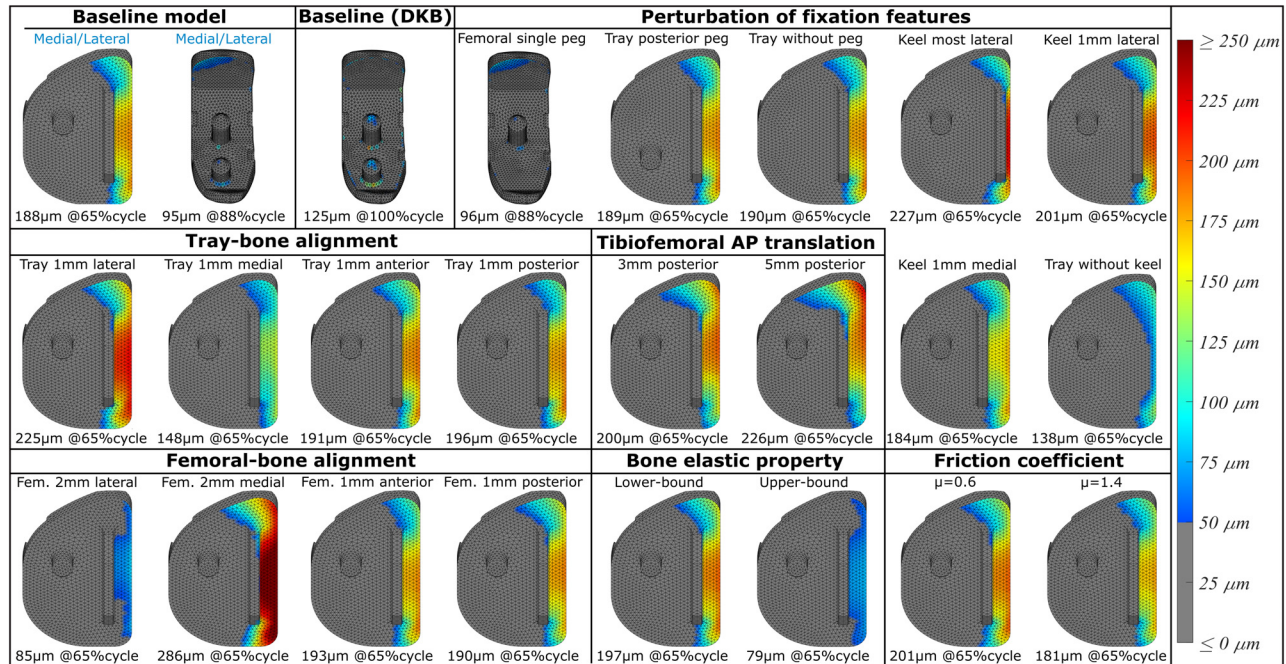 Baseline model
Baseline (DKB)
Perturbation of fixation features
Medial/Lateral
Medial/Lateral
Femoral single peg
Tray posterior peg
Tray without peg
Keel most lateral
Keel 1mm lateral
188μm @65%cycle
95μm @88%cycle
125μm @100%cycle
96μm @88%cycle
189μm @65%cycle
190μm @65%cycle
227μm @65%cycle
201μm @65%cycle
Tray-bone alignment
Tibiofemoral AP translation
Tray 1mm lateral
Tray 1mm medial
Tray 1mm anterior
Tray 1mm posterior
3mm posterior
5mm posterior
Keel 1mm medial
Tray without keel
225μm @65%cycle
148μm @65%cycle
191μm @65%cycle
196μm @65%cycle
200μm @65%cycle
226μm @65%cycle
184μm @65%cycle
138μm @65%cycle
Femoral-bone alignment
Bone elastic property
Friction coefficient
Fem. 2mm lateral
Fem. 2mm medial
Fem. 1mm anterior
Fem. 1mm posterior
Lower-bound
Upper-bound
μ=0.6
μ=1.4
85μm @65%cycle
286μm @65%cycle
193μm @65%cycle
190μm @65%cycle
197μm @65%cycle
79μm @65%cycle
201μm @65%cycle
181μm @65%cycle
≥ 250 μm
225 μm
200 μm
175 μm
150 μm
125 μm
100 μm
75 μm
50 μm
25 μm
≤ 0 μm